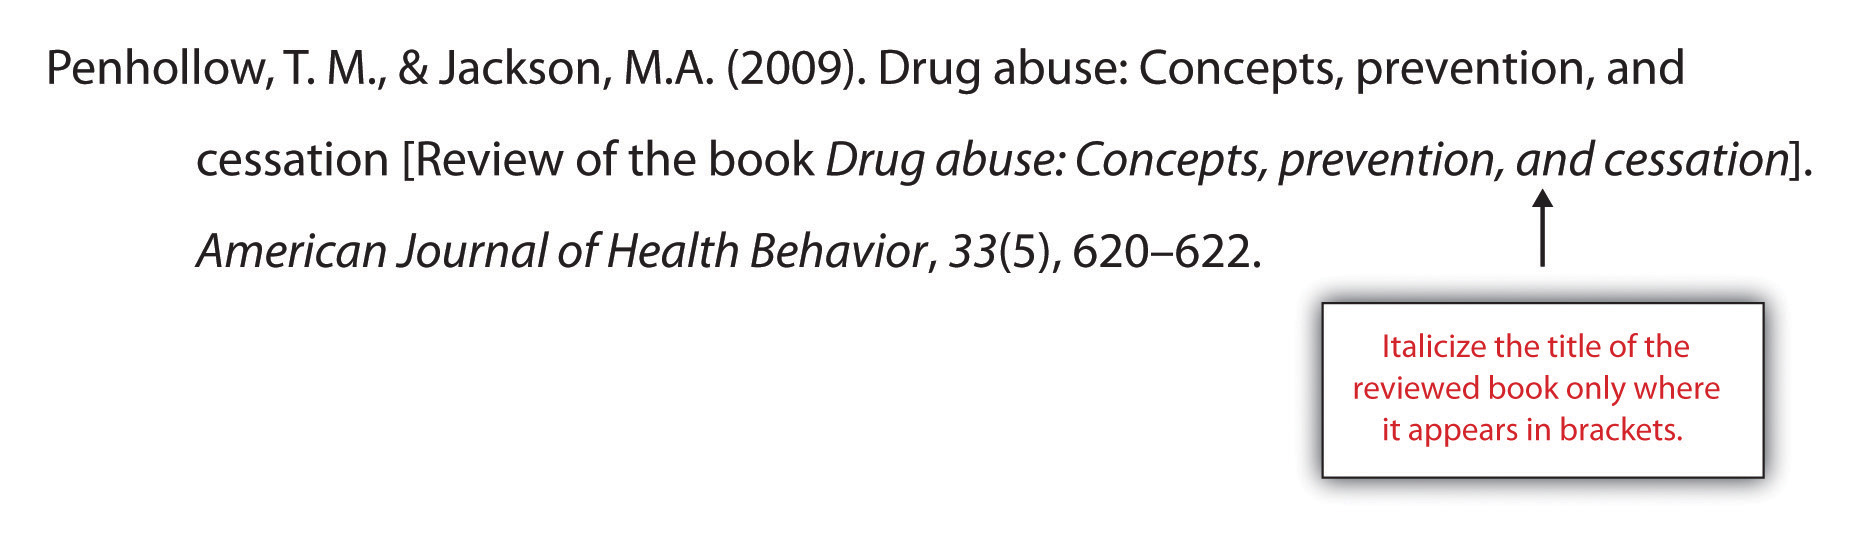 Penhollow, T. M., & Jackson, M.A. (2009). Drug abuse: Concepts, prevention, and
cessation [Review of the book Drug abuse: Concepts, prevention, and cessation].
American Journal of Health Behavior, 33(5), 620–622.
Italicize the title of the
reviewed book only where
it appears in brackets.